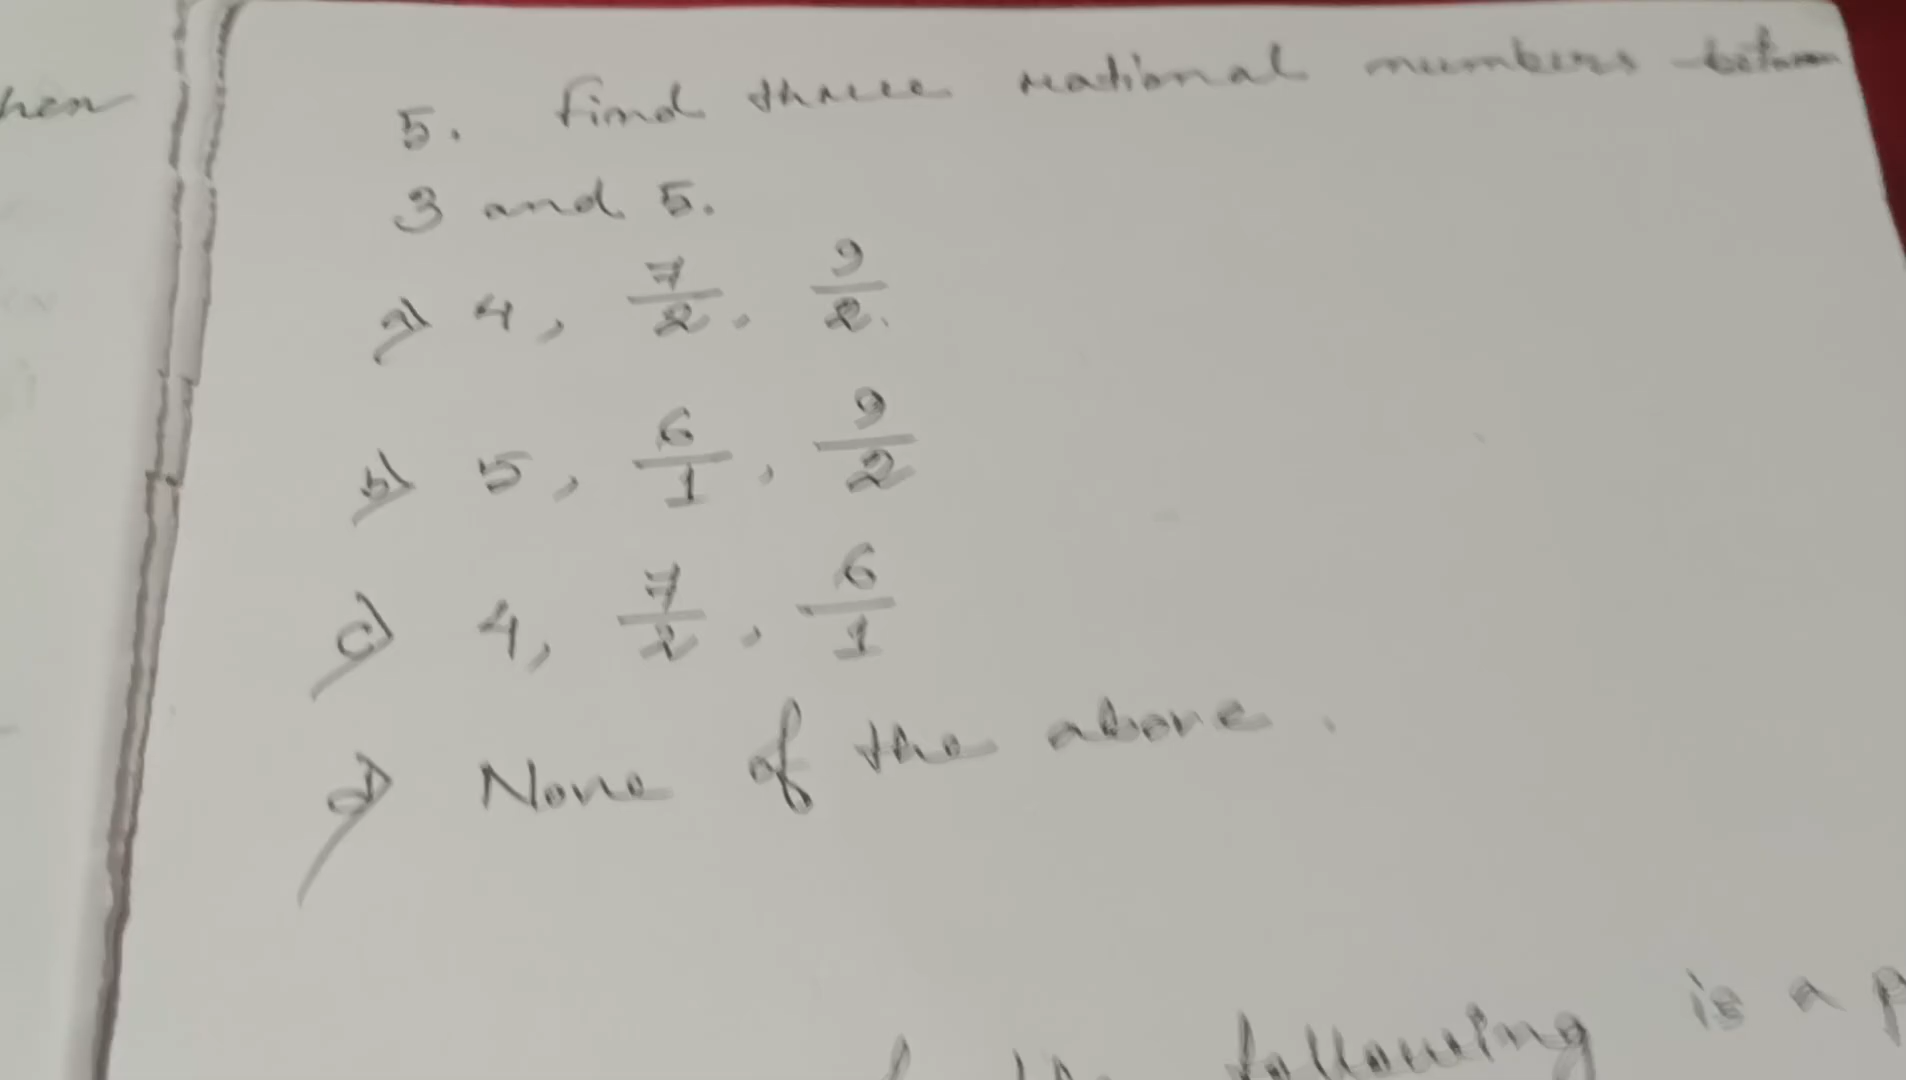 hen
5. Find three rational numbers between
3 and 5.
a) 4, 7/2, 9/2.
b) 5, 6/1, 9/2
c) 4, 7/2, 6/1
d) None of the above.
following is a